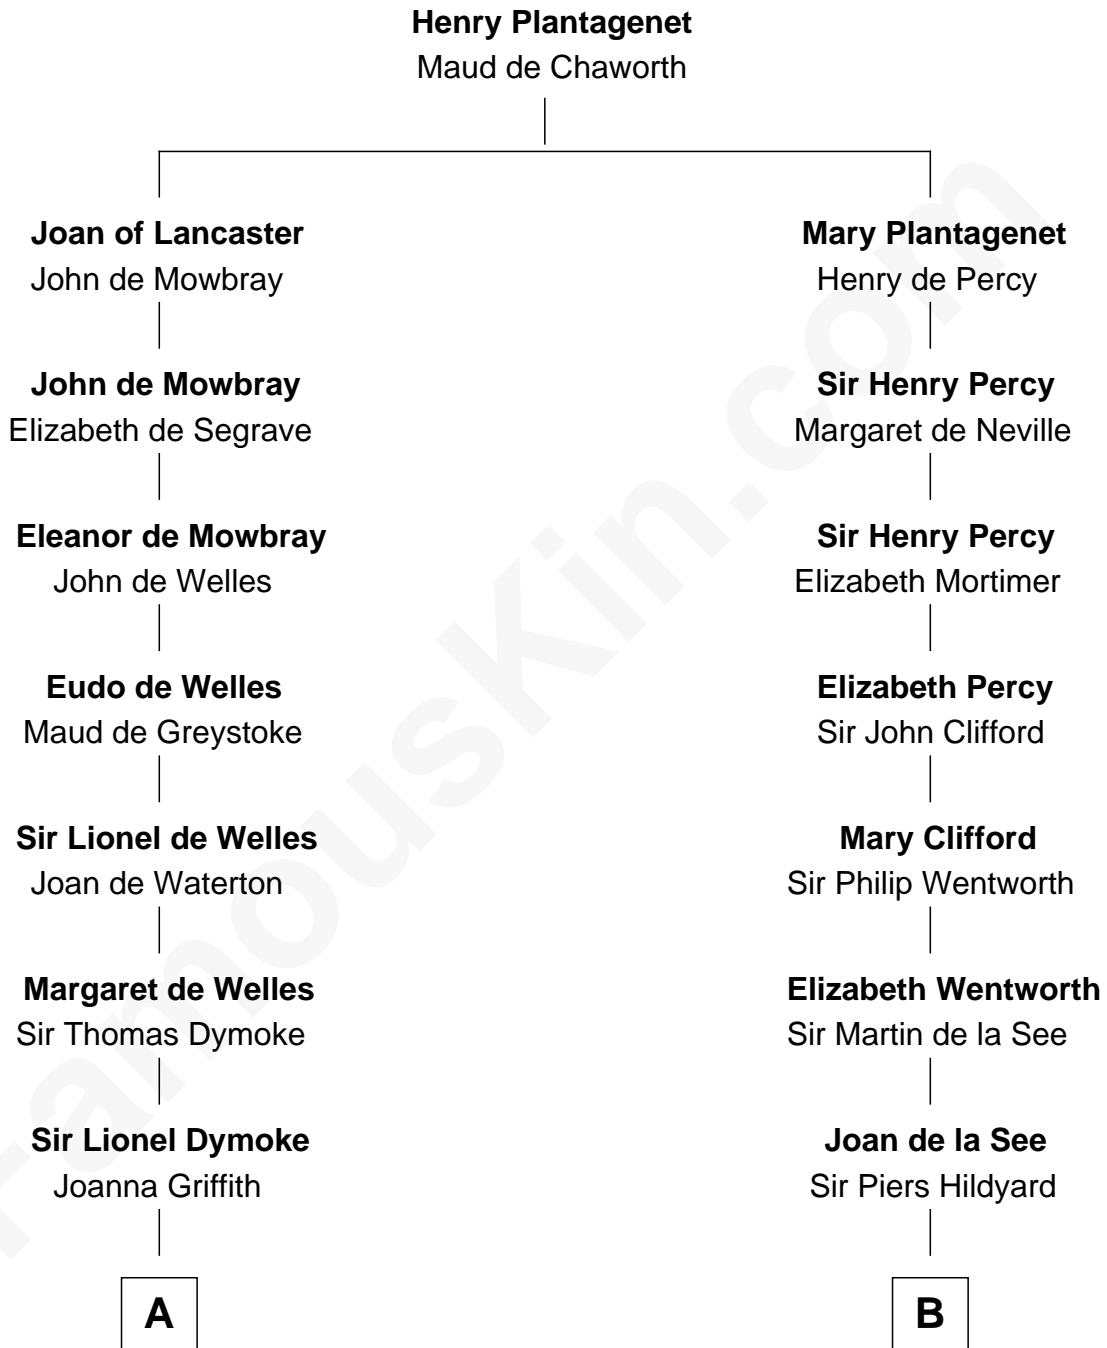 Henry Plantagenet
Maud de Chaworth
Joan of Lancaster
John de Mowbray
Mary Plantagenet
Henry de Percy
John de Mowbray
Elizabeth de Segrave
Sir Henry Percy
Margaret de Neville
Eleanor de Mowbray
John de Welles
Sir Henry Percy
Elizabeth Mortimer
Eudo de Welles
Maud de Greystoke
Elizabeth Percy
Sir John Clifford
Sir Lionel de Welles
Joan de Waterton
Mary Clifford
Sir Philip Wentworth
Margaret de Welles
Sir Thomas Dymoke
Elizabeth Wentworth
Sir Martin de la See
Sir Lionel Dymoke
Joanna Griffith
Joan de la See
Sir Piers Hildyard
A
B
FamousKin.com